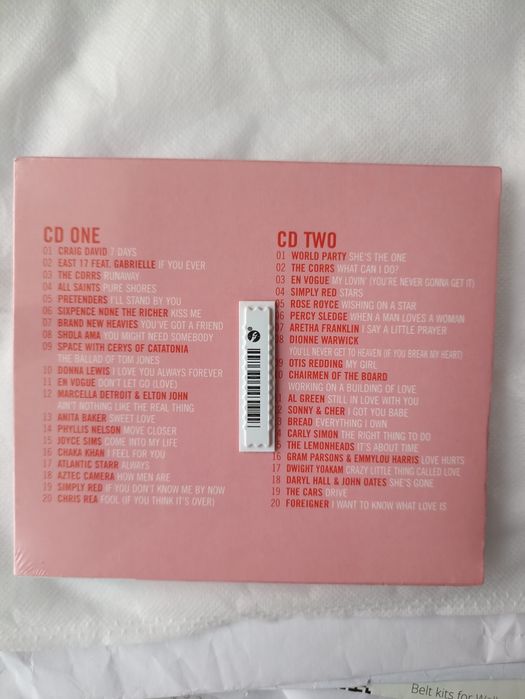 CD ONE
01 CRAIG DAVID 7 DAYS
02 EAST 17 FEAT. GABRIELLE IF YOU EVER
03 THE CORRS RUNAWAY
04 ALL SAINTS PURE SHORES
05 PRETENDERS I'LL STAND BY YOU
06 SIXPENCE NONE THE RICHER KISS ME
07 BRAND NEW HEAVIES YOU'VE GOT A FRIEND
08 SHOLA AMA YOU MIGHT NEED SOMEBODY
09 SPACE WITH CERYS OF CATATONIA
THE BALLAD OF TOM JONES
10 DONNA LEWIS I LOVE YOU ALWAYS FOREVER
11 EN VOGUE DON'T LET GO (LOVE)
12 MARCELLA DETROIT & ELTON JOHN
AIN'T NOTHING LIKE THE REAL THING
13 ANITA BAKER SWEET LOVE
14 PHYLLIS NELSON MOVE CLOSER
15 JOYCE SIMS COME INTO MY LIFE
16 CHAKA KHAN I FEEL FOR YOU
17 ATLANTIC STARR ALWAYS
18 AZTEC CAMERA HOW MEN ARE
19 SIMPLY RED IF YOU DON'T KNOW ME BY NOW
20 CHRIS REA FOOL (IF YOU THINK IT'S OVER)
CD TWO
01 WORLD PARTY SHE'S THE ONE
02 THE CORRS WHAT CAN I DO?
03 EN VOGUE MY LOVIN' (YOU'RE NEVER GONNA GET IT)
04 SIMPLY RED STARS
05 ROSE ROYCE WISHING ON A STAR
06 PERCY SLEDGE WHEN A MAN LOVES A WOMAN
07 ARETHA FRANKLIN I SAY A LITTLE PRAYER
08 DIONNE WARWICK
YOU'LL NEVER GET TO HEAVEN (IF YOU BREAK MY HEART)
9 OTIS REDDING MY GIRL
0 CHAIRMEN OF THE BOARD
WORKING ON A BUILDING OF LOVE
1 AL GREEN STILL IN LOVE WITH YOU
2 SONNY & CHER I GOT YOU BABE
3 BREAD EVERYTHING I OWN
4 CARLY SIMON THE RIGHT THING TO DO
5 THE LEMONHEADS IT'S ABOUT TIME
16 GRAM PARSONS & EMMYLOU HARRIS LOVE HURTS
17 DWIGHT YOAKAM CRAZY LITTLE THING CALLED LOVE
18 DARYL HALL & JOHN OATES SHE'S GONE
19 THE CARS DRIVE
20 FOREIGNER I WANT TO KNOW WHAT LOVE IS
Belt kits for